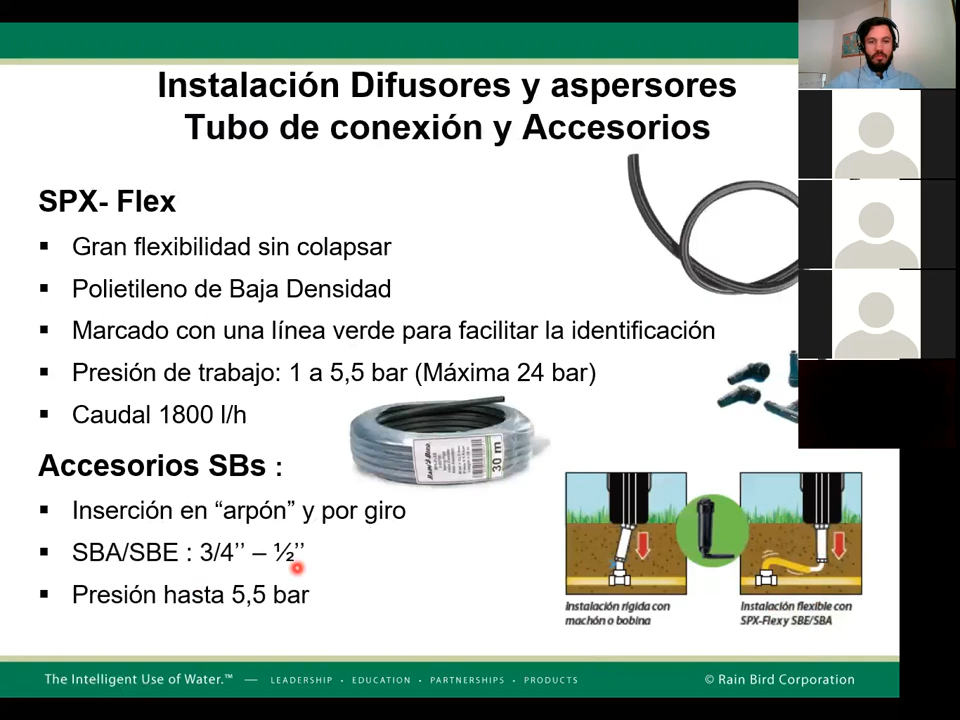 Instalación Difusores y aspersores
Tubo de conexión y Accesorios
SPX- Flex
▪ Gran flexibilidad sin colapsar
▪ Polietileno de Baja Densidad
▪ Marcado con una línea verde para facilitar la identificación
▪ Presión de trabajo: 1 a 5,5 bar (Máxima 24 bar)
▪ Caudal 1800 l/h
RAIN BIRD
30 m
Accesorios SBs :
▪ Inserción en “arpón” y por giro
▪ SBA/SBE : 3/4’’ – ½’’
▪ Presión hasta 5,5 bar
Instalación rígida con
machón o bobina
Instalación flexible con
SPX-Flex y SBE/SBA
The Intelligent Use of Water.™ — LEADERSHIP • EDUCATION • PARTNERSHIPS • PRODUCTS
© Rain Bird Corporation